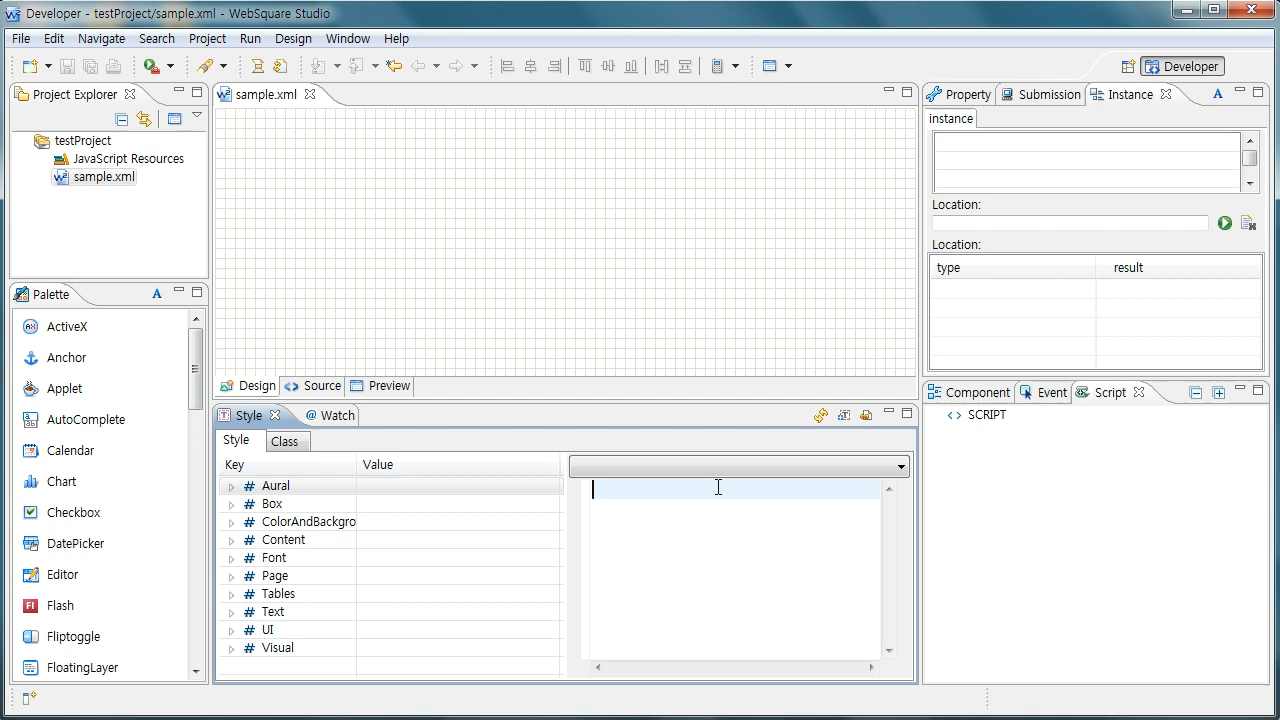 Developer - testProject/sample.xml - WebSquare Studio
File Edit Navigate Search Project Run Design Window Help
Developer
Project Explorer
testProject
JavaScript Resources
sample.xml
Palette
ActiveX
Anchor
Applet
AutoComplete
Calendar
Chart
Checkbox
DatePicker
Editor
Flash
Fliptoggle
FloatingLayer
sample.xml
Design Source Preview
Style Watch
Style Class
Key Value
# Aural
# Box
# ColorAndBackgro
# Content
# Font
# Page
# Tables
# Text
# UI
# Visual
Property Submission Instance
instance
Location:
Location:
type result
Component Event Script
SCRIPT